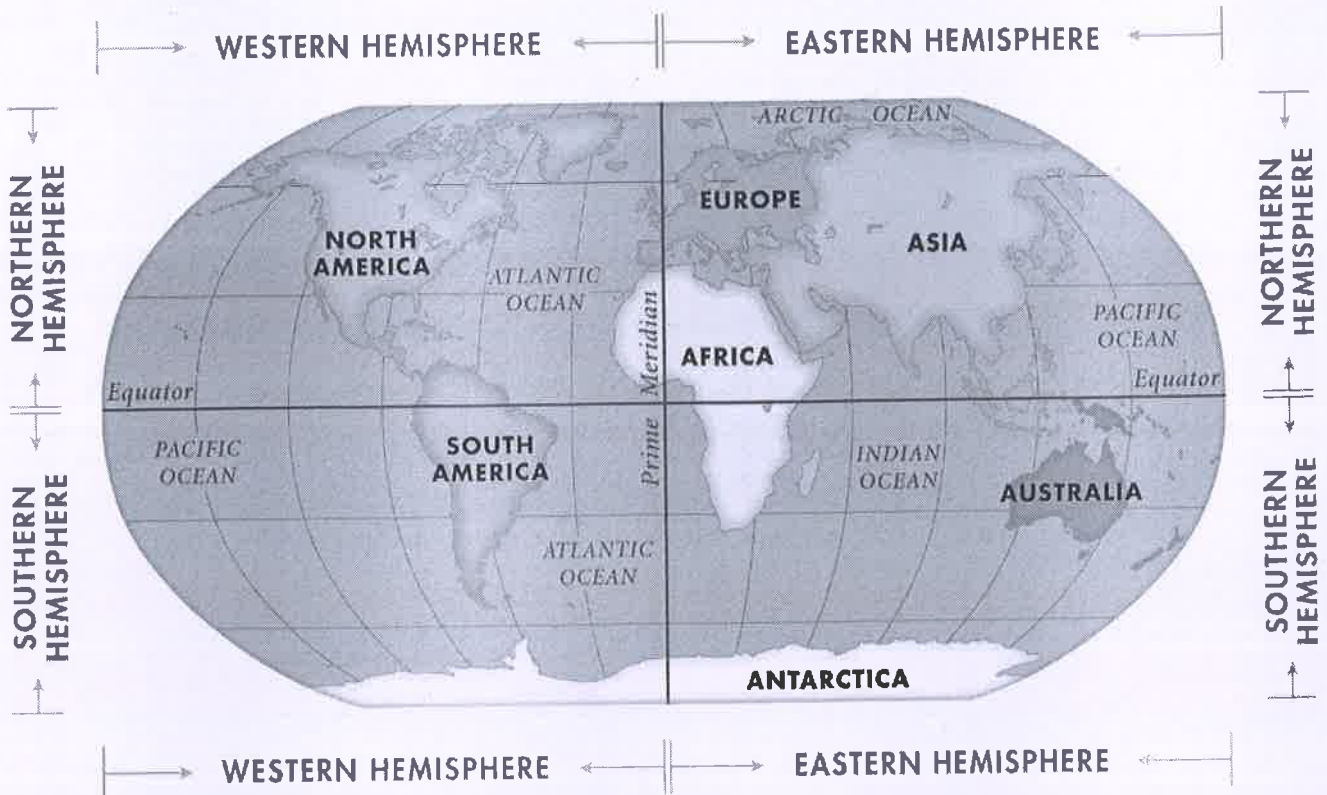 WESTERN HEMISPHERE
EASTERN HEMISPHERE
NORTHERN
HEMISPHERE
ARCTIC OCEAN
NORTHERN
HEMISPHERE
EUROPE
NORTH
AMERICA
ASIA
ATLANTIC
OCEAN
PACIFIC
OCEAN
AFRICA
Prime Meridian
Equator
Equator
SOUTHERN
HEMISPHERE
PACIFIC
OCEAN
SOUTH
AMERICA
INDIAN
OCEAN
AUSTRALIA
SOUTHERN
HEMISPHERE
ATLANTIC
OCEAN
ANTARCTICA
WESTERN HEMISPHERE
EASTERN HEMISPHERE